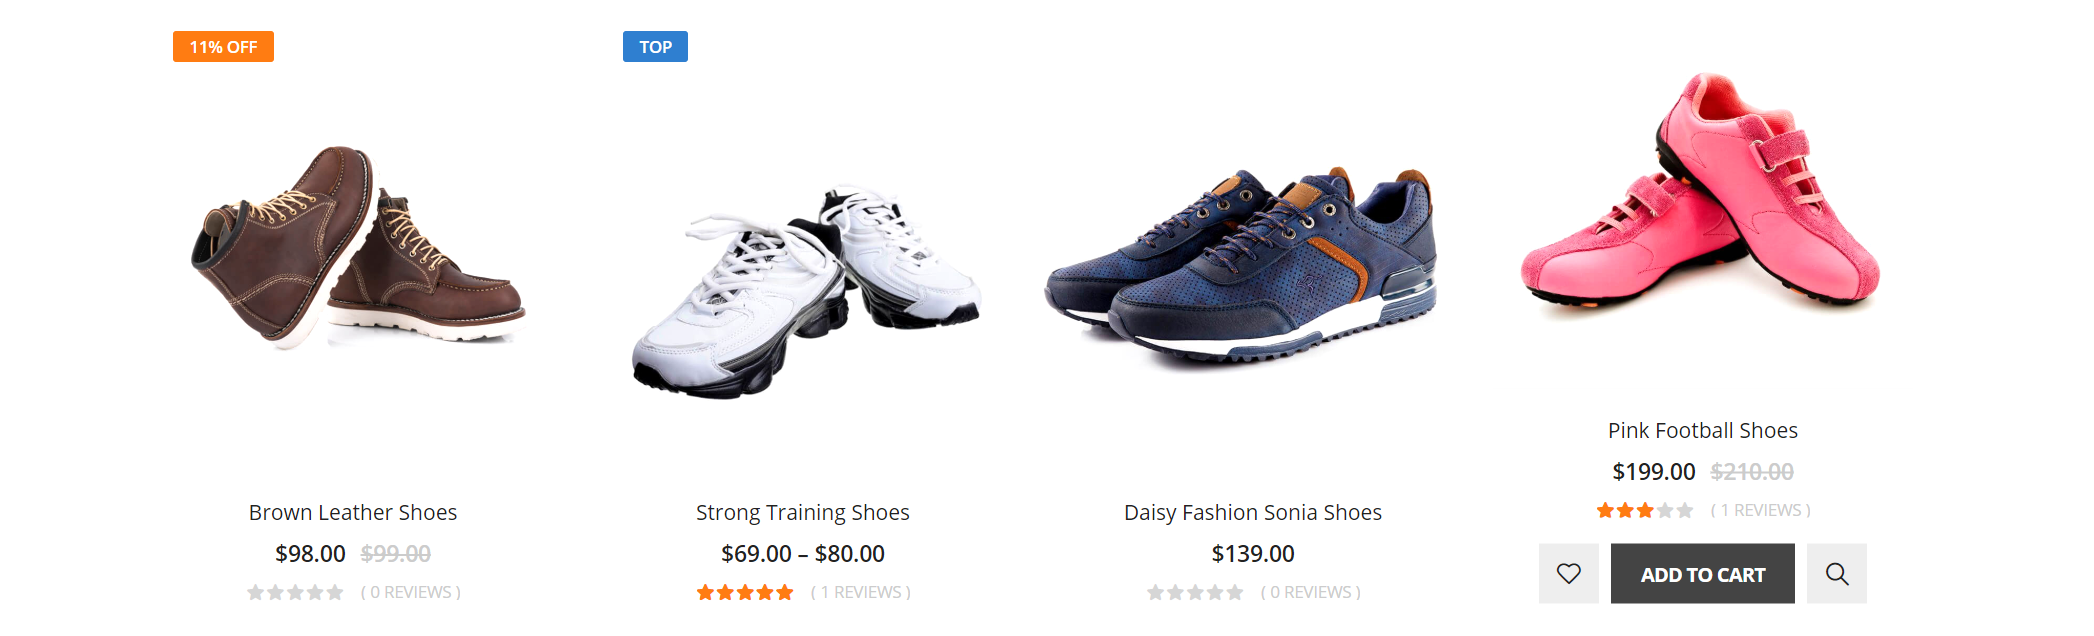 11% OFF
Brown Leather Shoes
$98.00 $99.00
( 0 REVIEWS )
TOP
Strong Training Shoes
$69.00 – $80.00
( 1 REVIEWS )
Daisy Fashion Sonia Shoes
$139.00
( 0 REVIEWS )
Pink Football Shoes
$199.00 $210.00
( 1 REVIEWS )
ADD TO CART